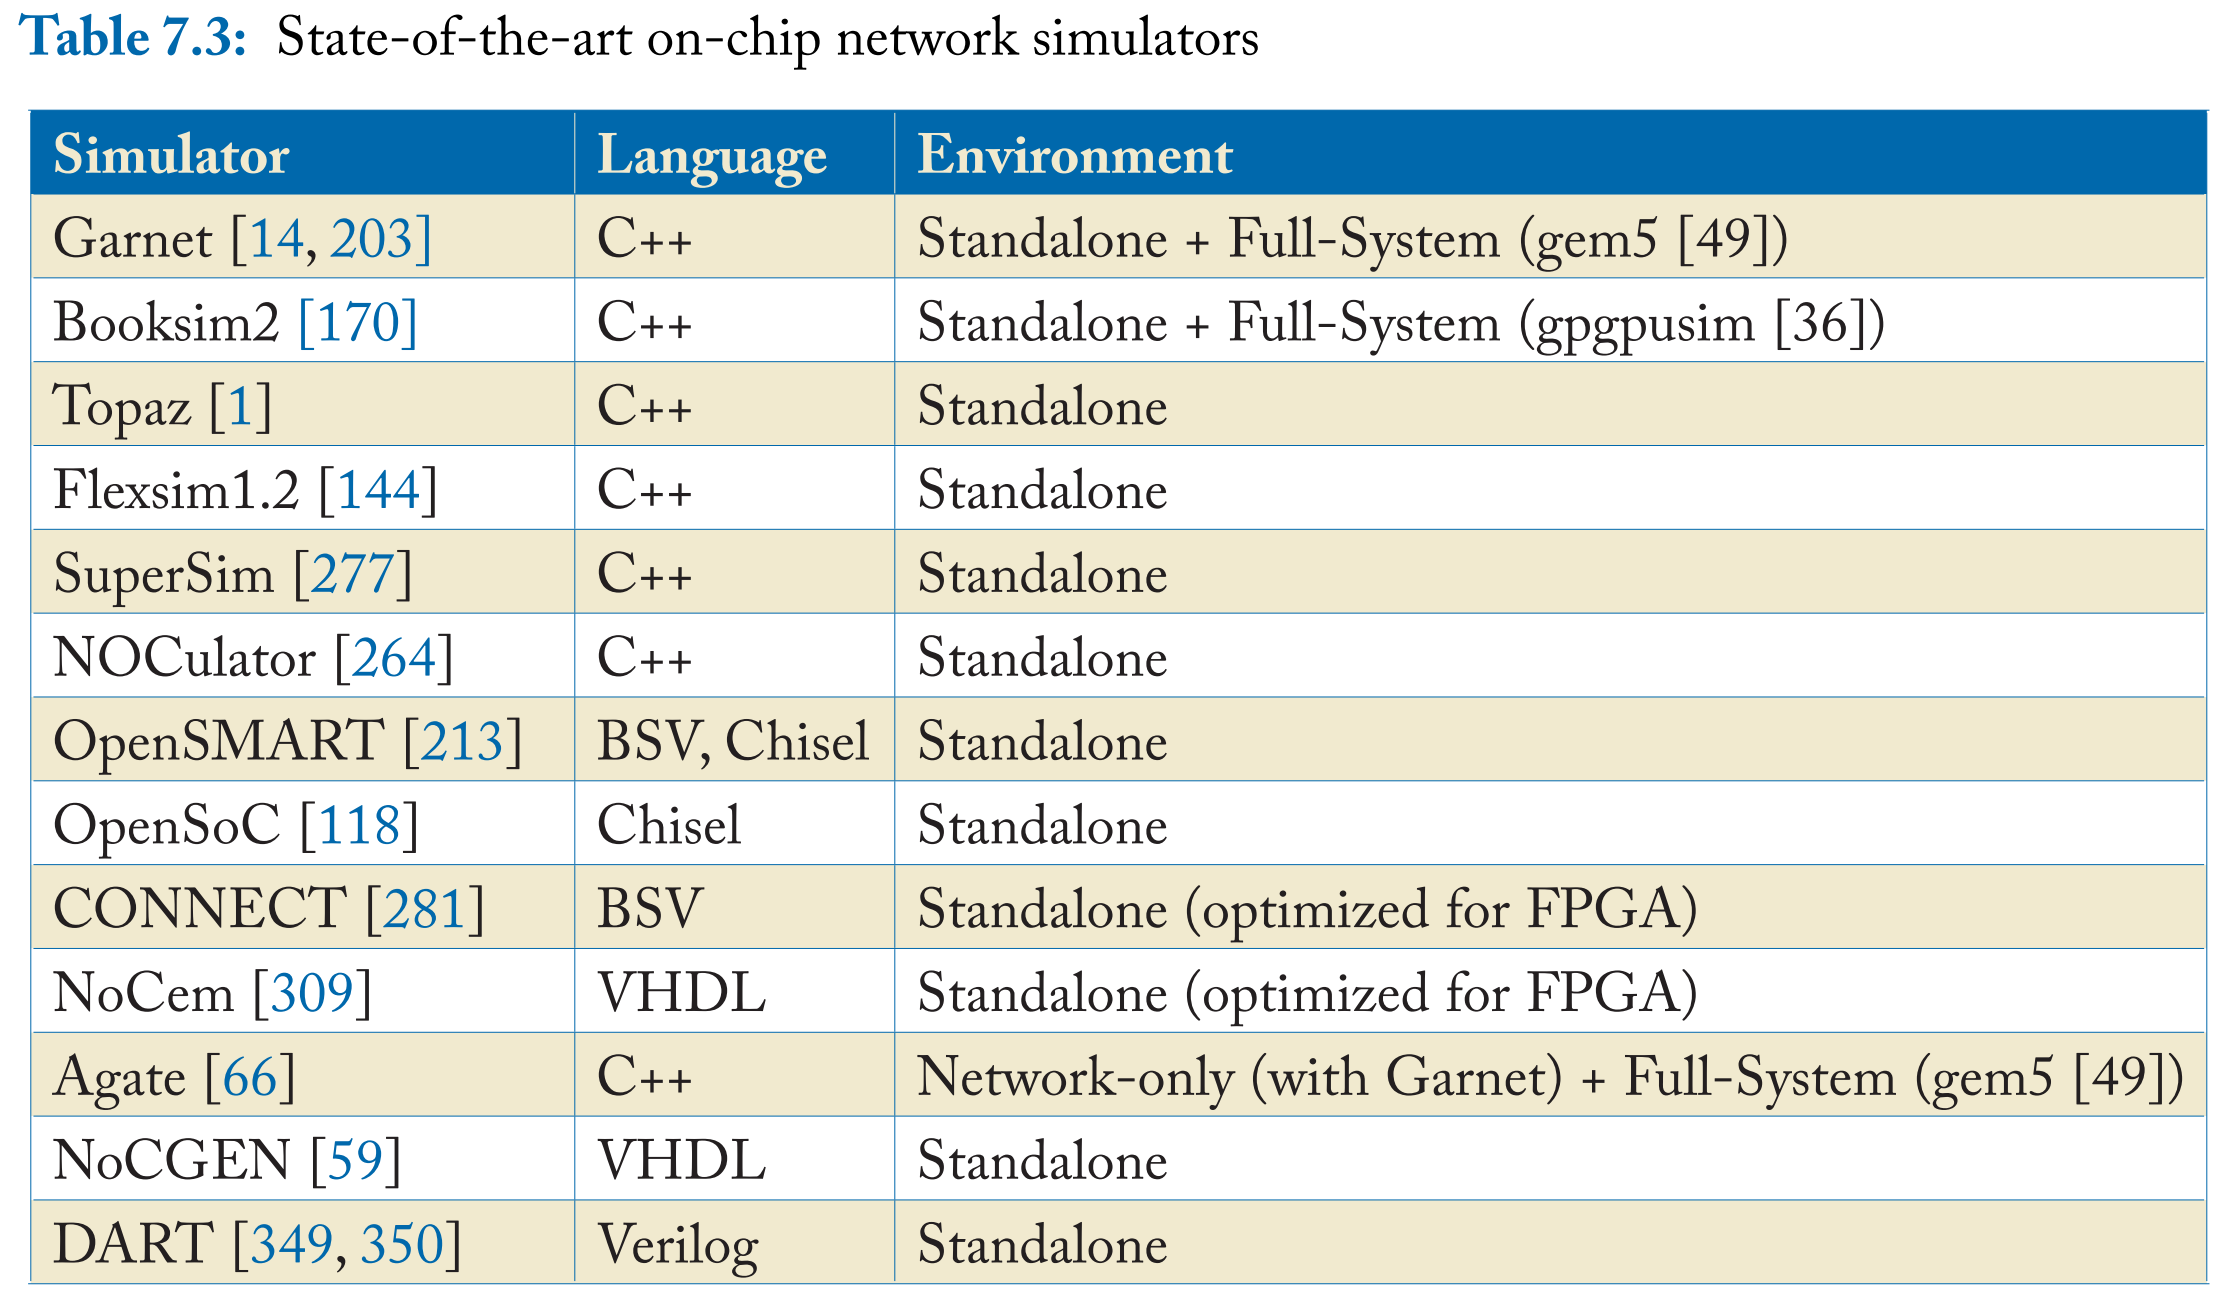 Table 7.3: State-of-the-art on-chip network simulators
Simulator Language Environment
Garnet [14, 203] C++ Standalone + Full-System (gem5 [49])
Booksim2 [170] C++ Standalone + Full-System (gpgpusim [36])
Topaz [1] C++ Standalone
Flexsim1.2 [144] C++ Standalone
SuperSim [277] C++ Standalone
NOCulator [264] C++ Standalone
OpenSMART [213] BSV, Chisel Standalone
OpenSoC [118] Chisel Standalone
CONNECT [281] BSV Standalone (optimized for FPGA)
NoCem [309] VHDL Standalone (optimized for FPGA)
Agate [66] C++ Network-only (with Garnet) + Full-System (gem5 [49])
NoCGEN [59] VHDL Standalone
DART [349, 350] Verilog Standalone